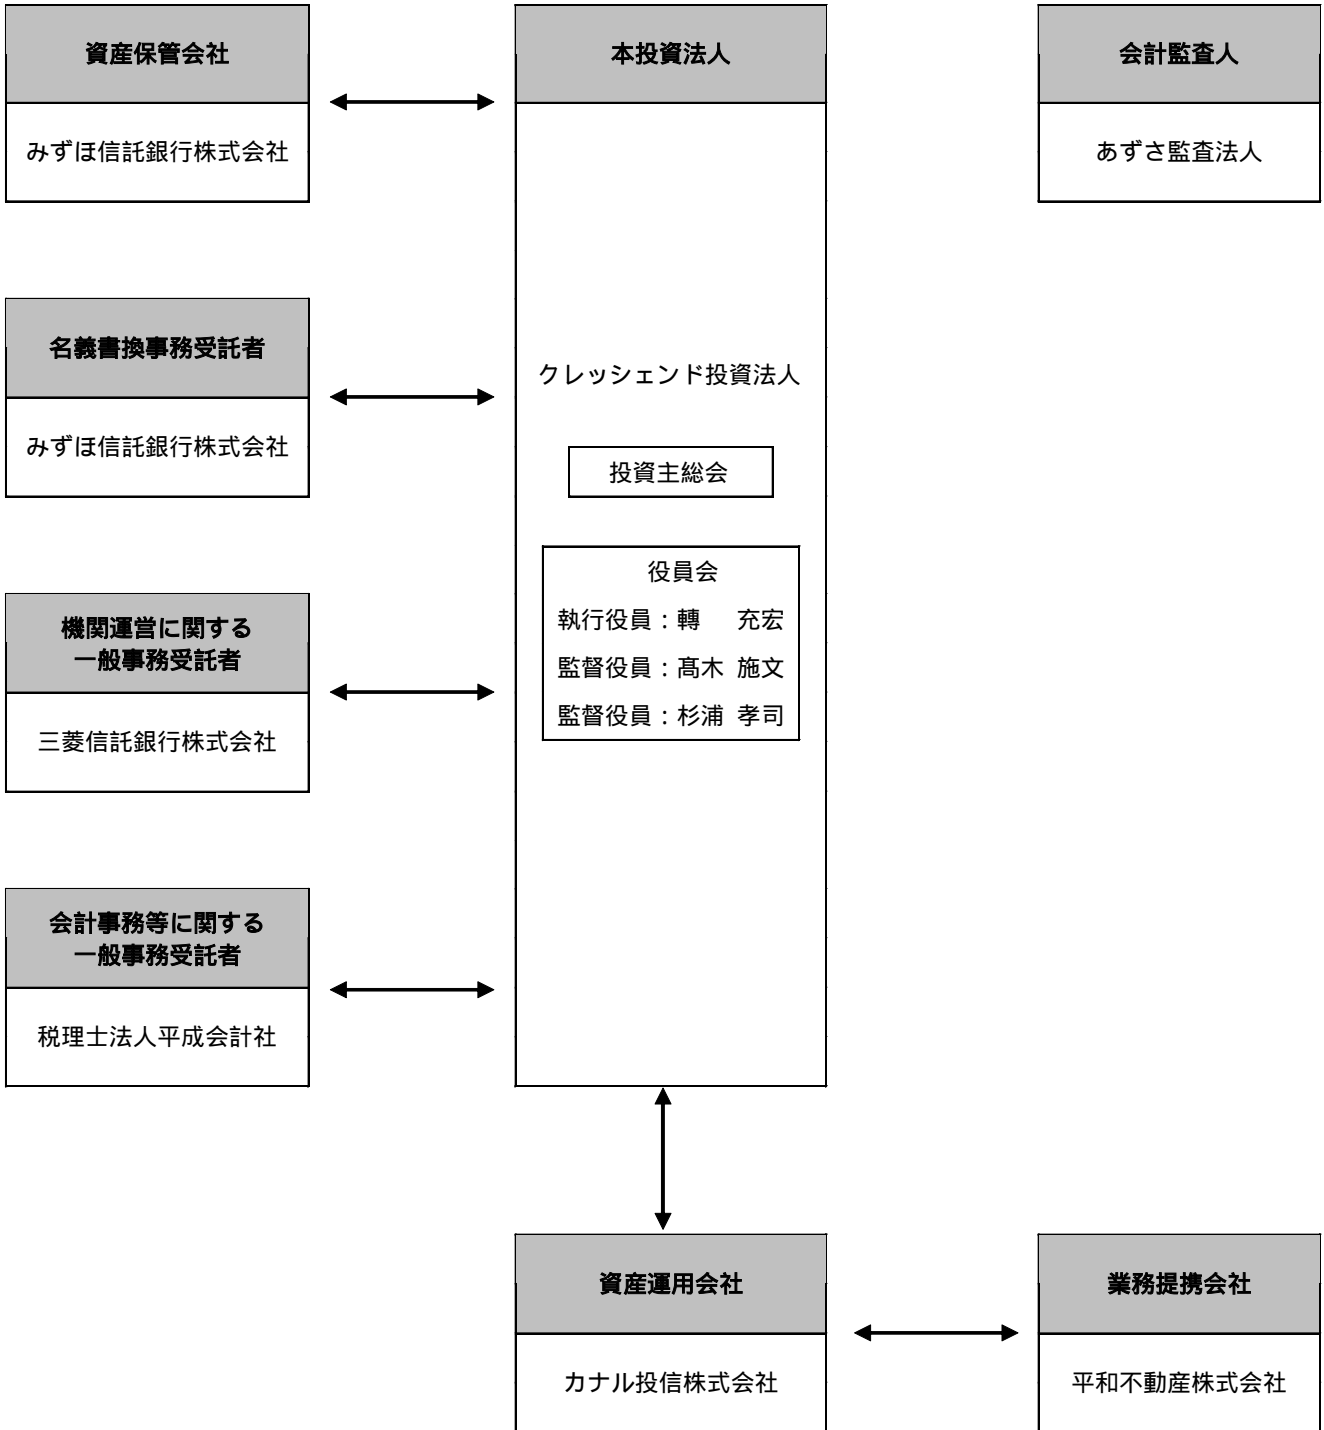 資産保管会社
みずほ信託銀行株式会社
本投資法人
会計監査人
あずさ監査法人
名義書換事務受託者
みずほ信託銀行株式会社
クレッシェンド投資法人
投資主総会
役員会
執行役員：轉　充宏
監督役員：髙木 施文
監督役員：杉浦 孝司
機関運営に関する
一般事務受託者
三菱信託銀行株式会社
会計事務等に関する
一般事務受託者
税理士法人平成会計社
資産運用会社
カナル投信株式会社
業務提携会社
平和不動産株式会社